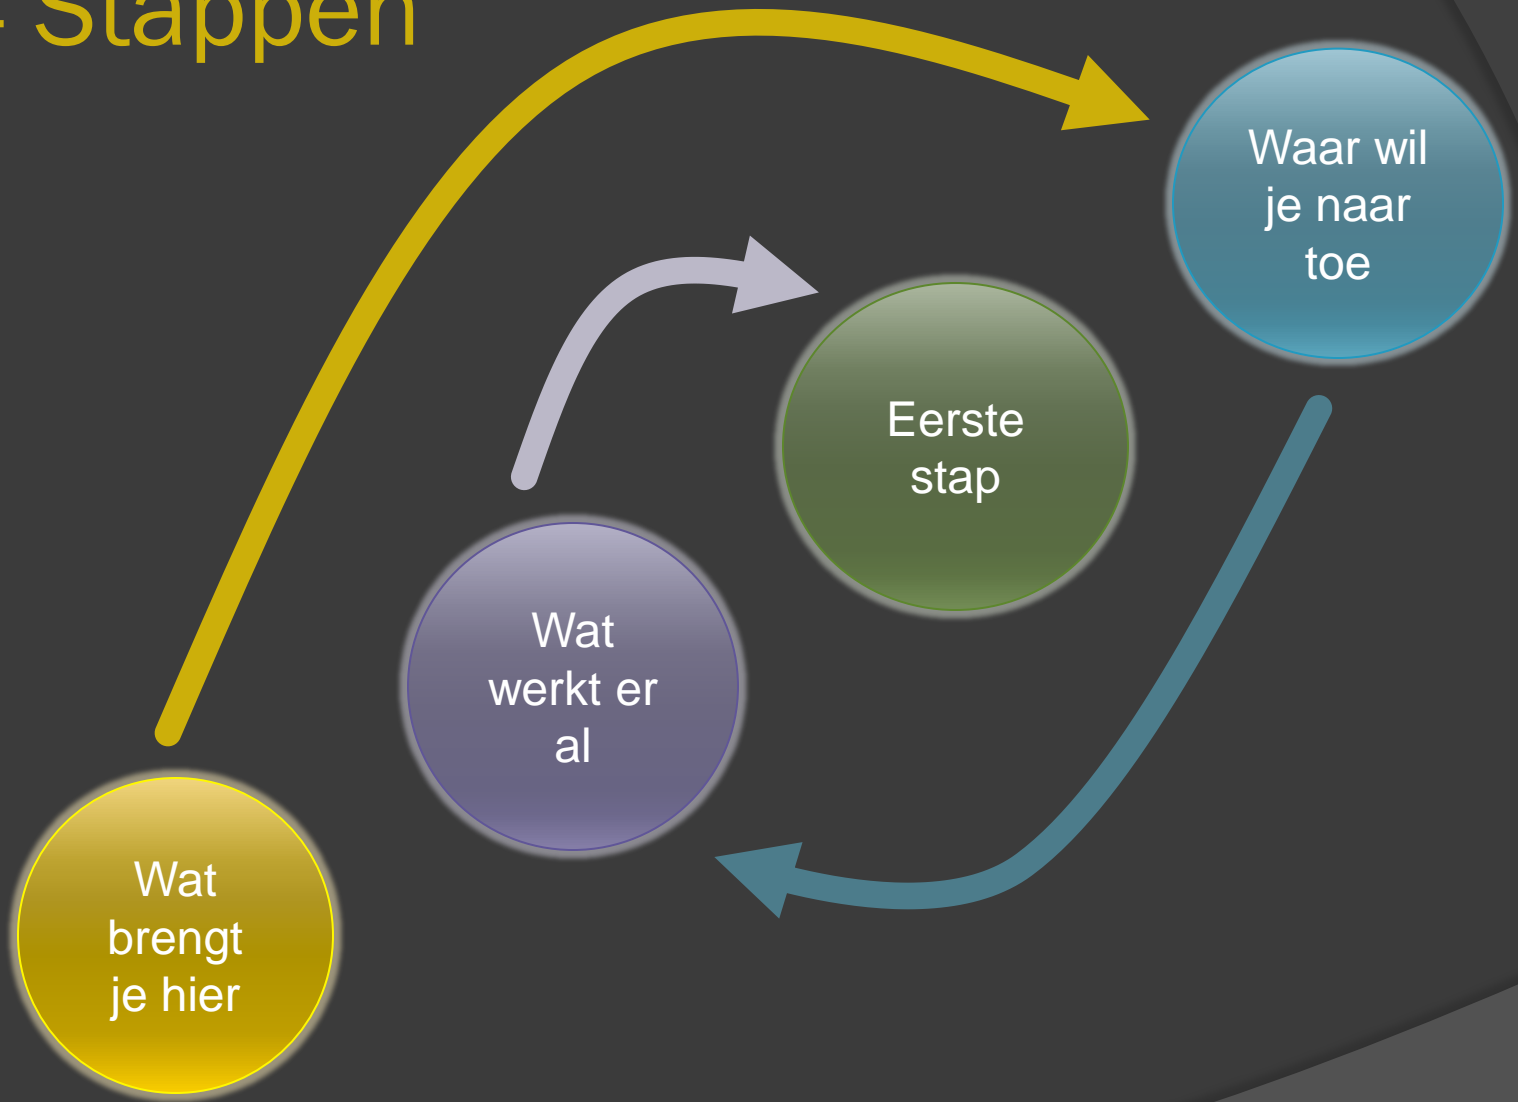 Stappen
Waar wil
je naar
toe
Eerste
stap
Wat
werkt er
al
Wat
brengt
je hier